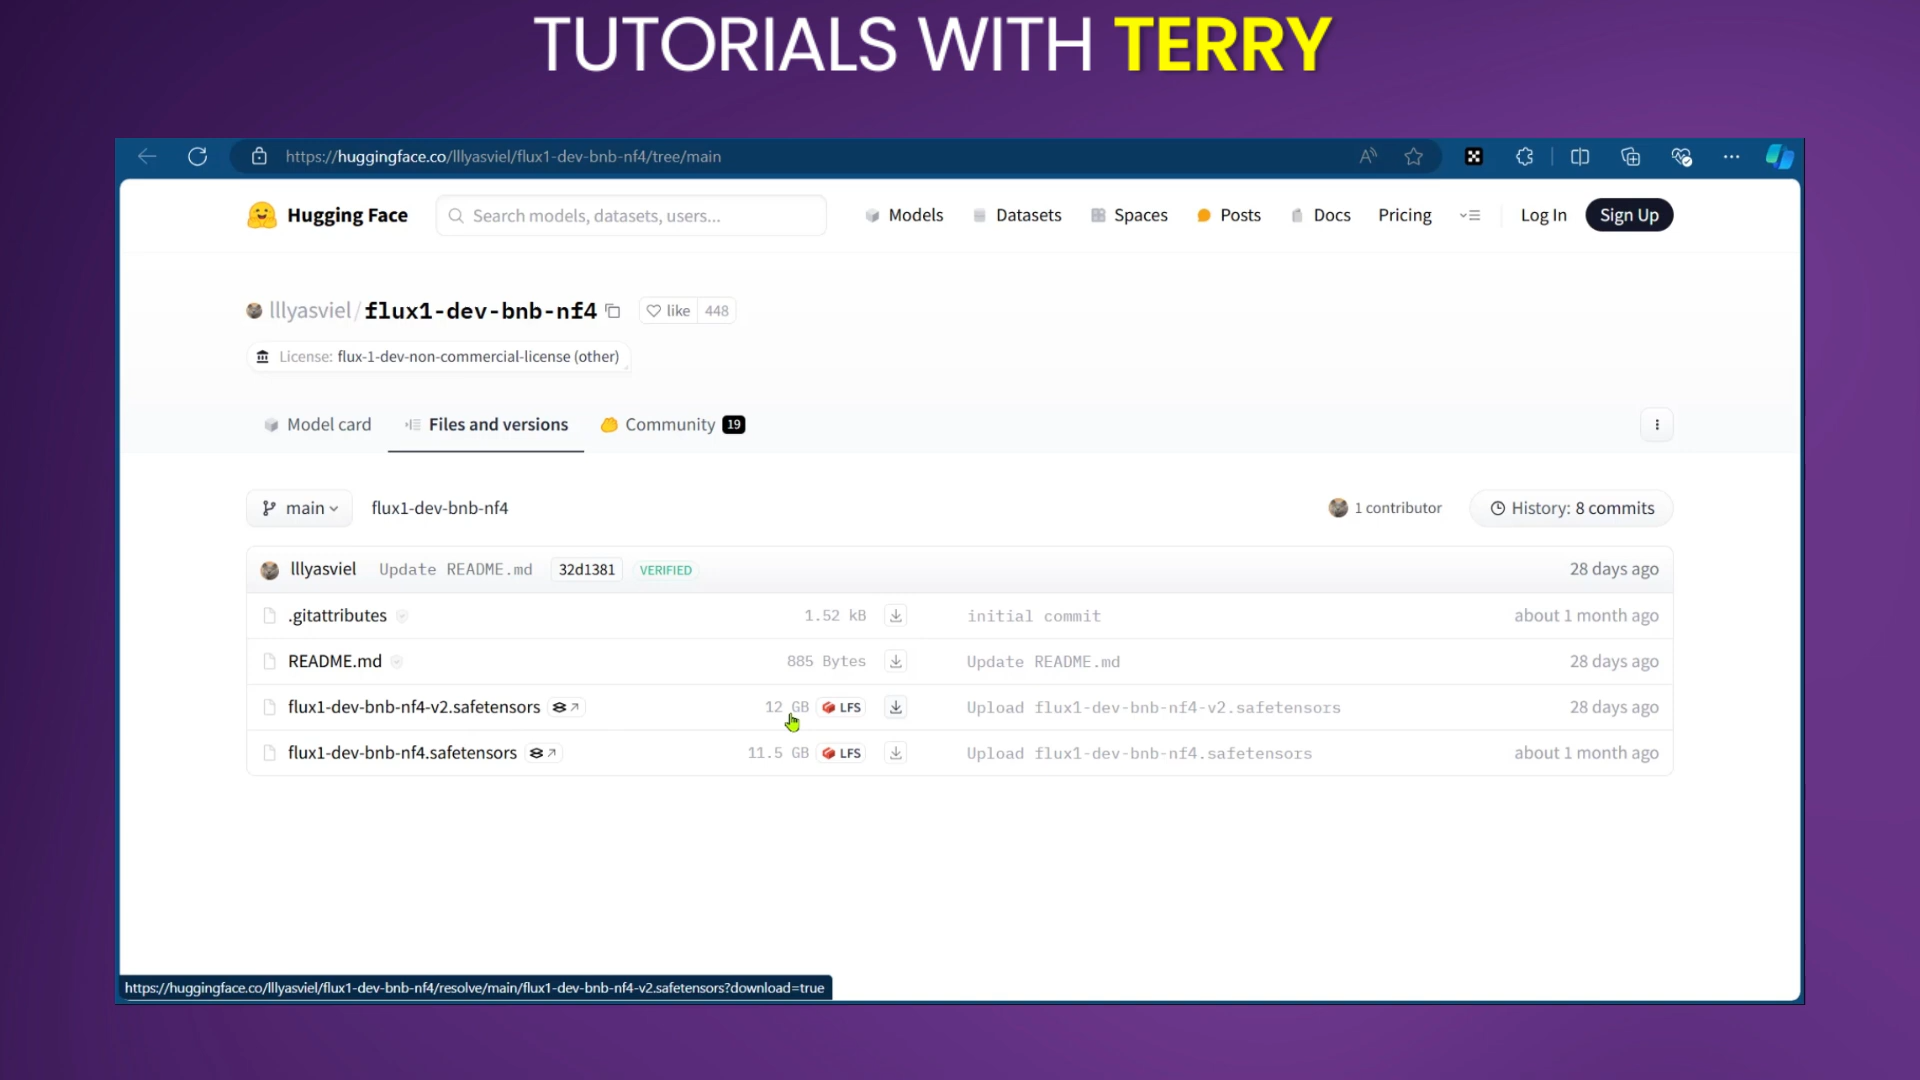 TUTORIALS WITH TERRY
https://huggingface.co/lllyasviel/flux1-dev-bnb-nf4/tree/main
Hugging Face
Search models, datasets, users...
Models
Datasets
Spaces
Posts
Docs
Pricing
Log In
Sign Up
lllyasviel/flux1-dev-bnb-nf4
like 448
License: flux-1-dev-non-commercial-license (other)
Model card
Files and versions
Community 19
main
flux1-dev-bnb-nf4
1 contributor
History: 8 commits
lllyasviel Update README.md 32d1381 VERIFIED 28 days ago
.gitattributes 1.52 kB initial commit about 1 month ago
README.md 885 Bytes Update README.md 28 days ago
flux1-dev-bnb-nf4-v2.safetensors 12 GB LFS Upload flux1-dev-bnb-nf4-v2.safetensors 28 days ago
flux1-dev-bnb-nf4.safetensors 11.5 GB LFS Upload flux1-dev-bnb-nf4.safetensors about 1 month ago
https://huggingface.co/lllyasviel/flux1-dev-bnb-nf4/resolve/main/flux1-dev-bnb-nf4-v2.safetensors?download=true